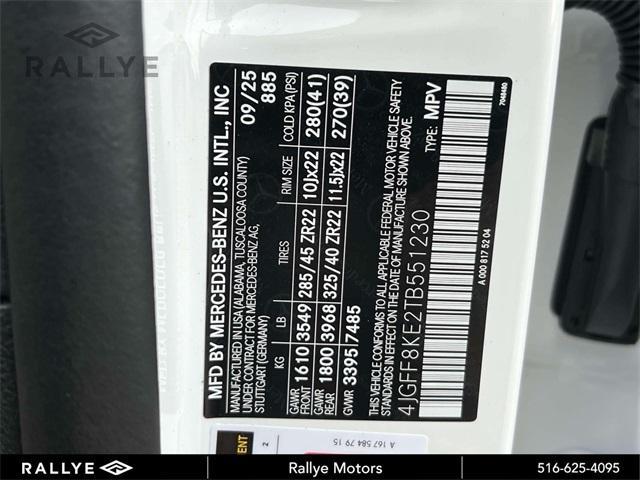 RALLYE
MFD BY MERCEDES-BENZ U.S. INTL., INC
MANUFACTURED IN USA (ALABAMA, TUSCALOOSA COUNTY)
UNDER CONTRACT FOR MERCEDES-BENZ AG,
STUTTGART (GERMANY)
09/25
885
KG LB TIRES RIM SIZE COLD KPA (PSI)
GAWR FRONT 1610 3549 285/45 ZR22 10Jx22 280(41)
GAWR REAR 1800 3968 325/40 ZR22 11.5Jx22 270(39)
GVWR 3395 7485
THIS VEHICLE CONFORMS TO ALL APPLICABLE FEDERAL MOTOR VEHICLE SAFETY
STANDARDS IN EFFECT ON THE DATE OF MANUFACTURE SHOWN ABOVE.
4JGFF8KE2TB551230
TYPE: MPV
A 000 817 52 04
7048480
A 167 584 79 15
2
RALLYE
Rallye Motors
516-625-4095